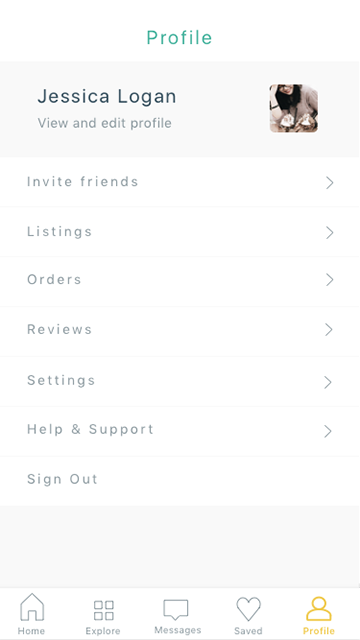 Profile
Jessica Logan
View and edit profile
Invite friends
Listings
Orders
Reviews
Settings
Help & Support
Sign Out
Home
Explore
Messages
Saved
Profile